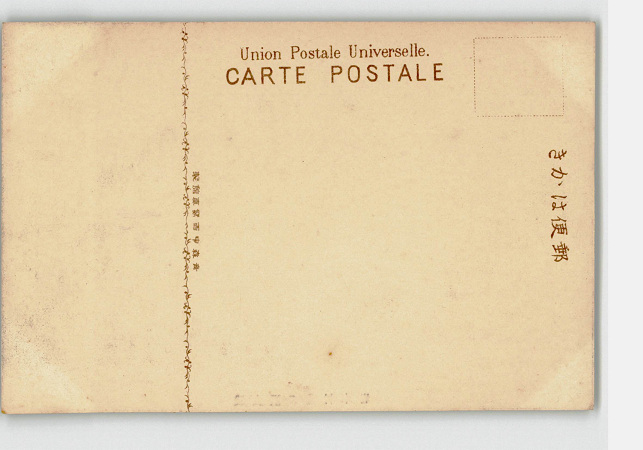 Union Postale Universelle.
CARTE POSTALE
きかは便郵